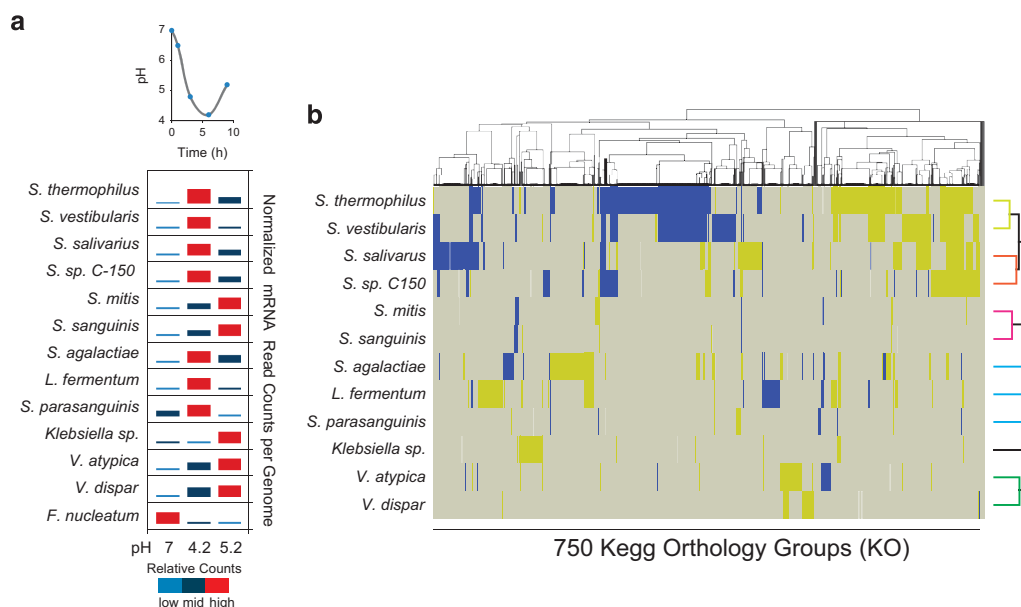 a
7
6
5
4
pH
0 5 10
Time (h)
S. thermophilus
S. vestibularis
S. salivarius
S. sp. C-150
S. mitis
S. sanguinis
S. agalactiae
L. fermentum
S. parasanguinis
Klebsiella sp.
V. atypica
V. dispar
F. nucleatum
Normalized mRNA Read Counts per Genome
pH 7 4.2 5.2
Relative Counts
low mid high
b
S. thermophilus
S. vestibularis
S. salivarius
S. sp. C150
S. mitis
S. sanguinis
S. agalactiae
L. fermentum
S. parasanguinis
Klebsiella sp.
V. atypica
V. dispar
750 Kegg Orthology Groups (KO)